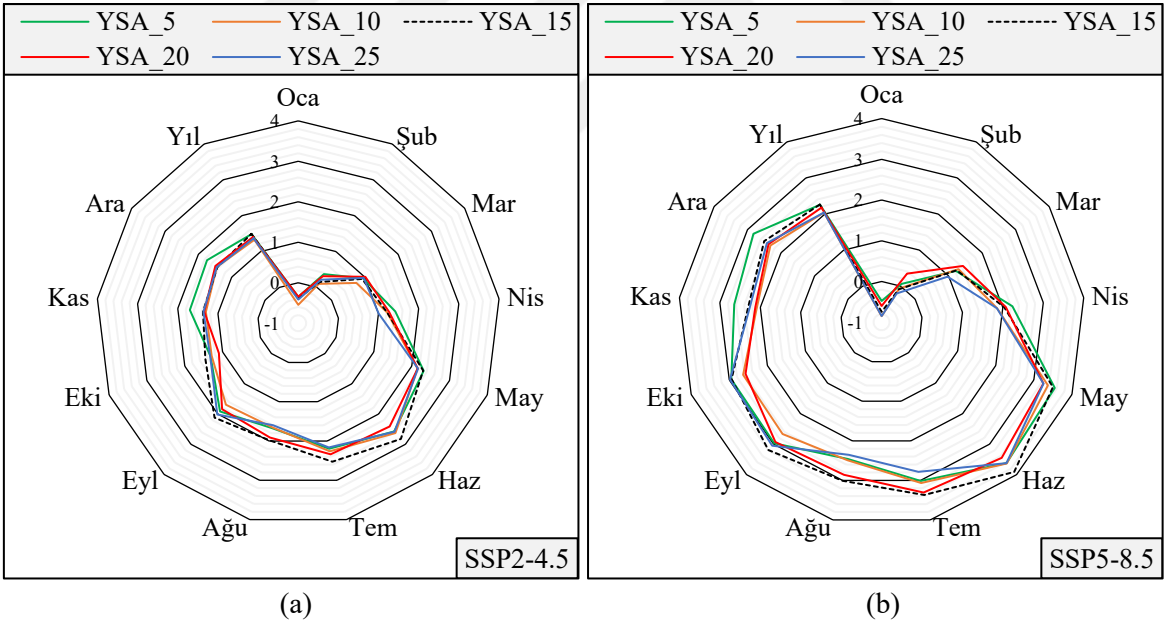 YSA_5 YSA_10 YSA_15
YSA_20 YSA_25
Oca
Şub
Mar
Nis
May
Haz
Tem
Ağu
Eyl
Eki
Kas
Ara
Yıl
4
3
2
1
0
-1
SSP2-4.5
(a)
YSA_5 YSA_10 YSA_15
YSA_20 YSA_25
Oca
Şub
Mar
Nis
May
Haz
Tem
Ağu
Eyl
Eki
Kas
Ara
Yıl
4
3
2
1
0
-1
SSP5-8.5
(b)